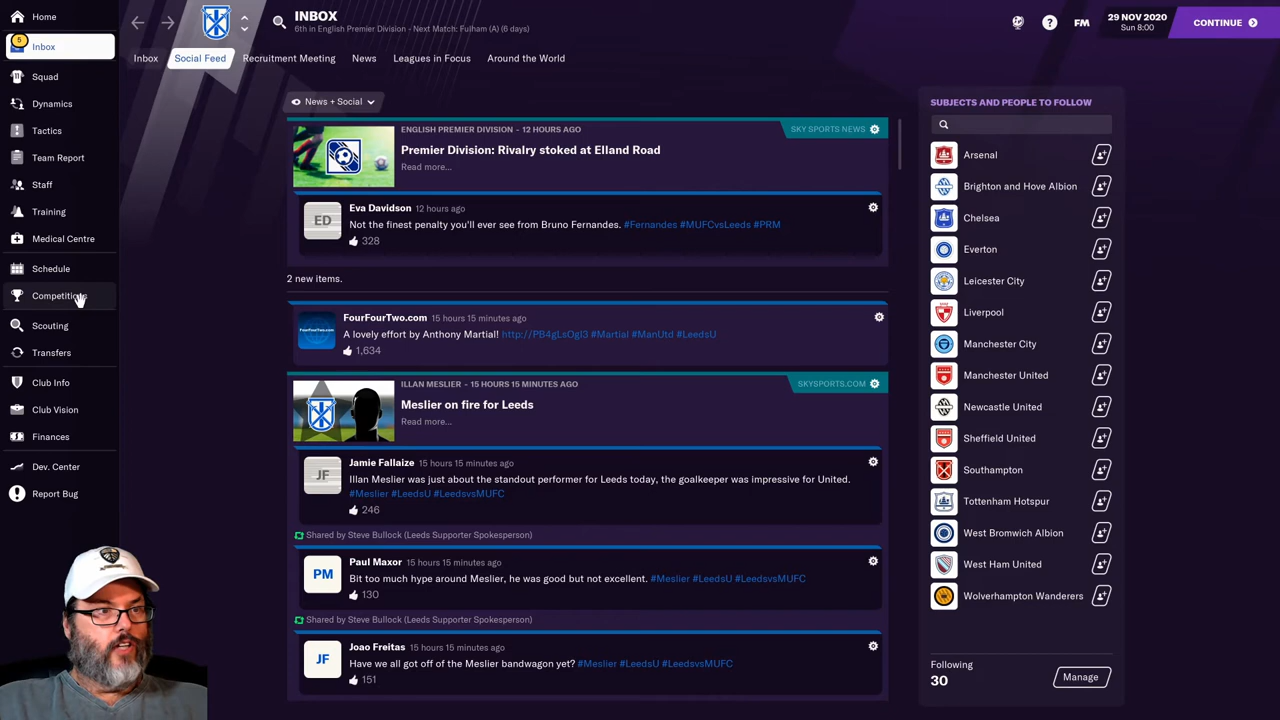 Home
5
Inbox
Squad
Dynamics
Tactics
Team Report
Staff
Training
Medical Centre
Schedule
Scouting
Transfers
Club Info
Club Vision
Finances
Dev. Center
Report Bug
INBOX
6th in English Premier Division - Next Match: Fulham (A) (6 days)
?
FM
29 NOV 2020
Sun 8:00
CONTINUE
Inbox
Social Feed
Recruitment Meeting
News
Leagues in Focus
Around the World
News + Social
ENGLISH PREMIER DIVISION - 12 HOURS AGO
SKY SPORTS NEWS
Premier Division: Rivalry stoked at Elland Road
Read more...
ED
Eva Davidson 12 hours ago
Not the finest penalty you'll ever see from Bruno Fernandes. #Fernandes #MUFCvsLeeds #PRM
328
2 new items.
FourFourTwo.com
FourFourTwo.com 15 hours 15 minutes ago
A lovely effort by Anthony Martial! http://PB4gLsOgI3 #Martial #ManUtd #LeedsU
1,634
ILLAN MESLIER - 15 HOURS 15 MINUTES AGO
SKYSPORTS.COM
Meslier on fire for Leeds
Read more...
JF
Jamie Fallaize 15 hours 15 minutes ago
Illan Meslier was just about the standout performer for Leeds today, the goalkeeper was impressive for United.
#Meslier #LeedsU #LeedsvsMUFC
246
Shared by Steve Bullock (Leeds Supporter Spokesperson)
PM
Paul Maxor 15 hours 15 minutes ago
Bit too much hype around Meslier, he was good but not excellent. #Meslier #LeedsU #LeedsvsMUFC
130
Shared by Steve Bullock (Leeds Supporter Spokesperson)
JF
Joao Freitas 15 hours 15 minutes ago
Have we all got off of the Meslier bandwagon yet? #Meslier #LeedsU #LeedsvsMUFC
151
SUBJECTS AND PEOPLE TO FOLLOW
Arsenal
Brighton and Hove Albion
Chelsea
Everton
Leicester City
Liverpool
Manchester City
Manchester United
Newcastle United
Sheffield United
Southampton
Tottenham Hotspur
West Bromwich Albion
West Ham United
Wolverhampton Wanderers
Following
30
Manage